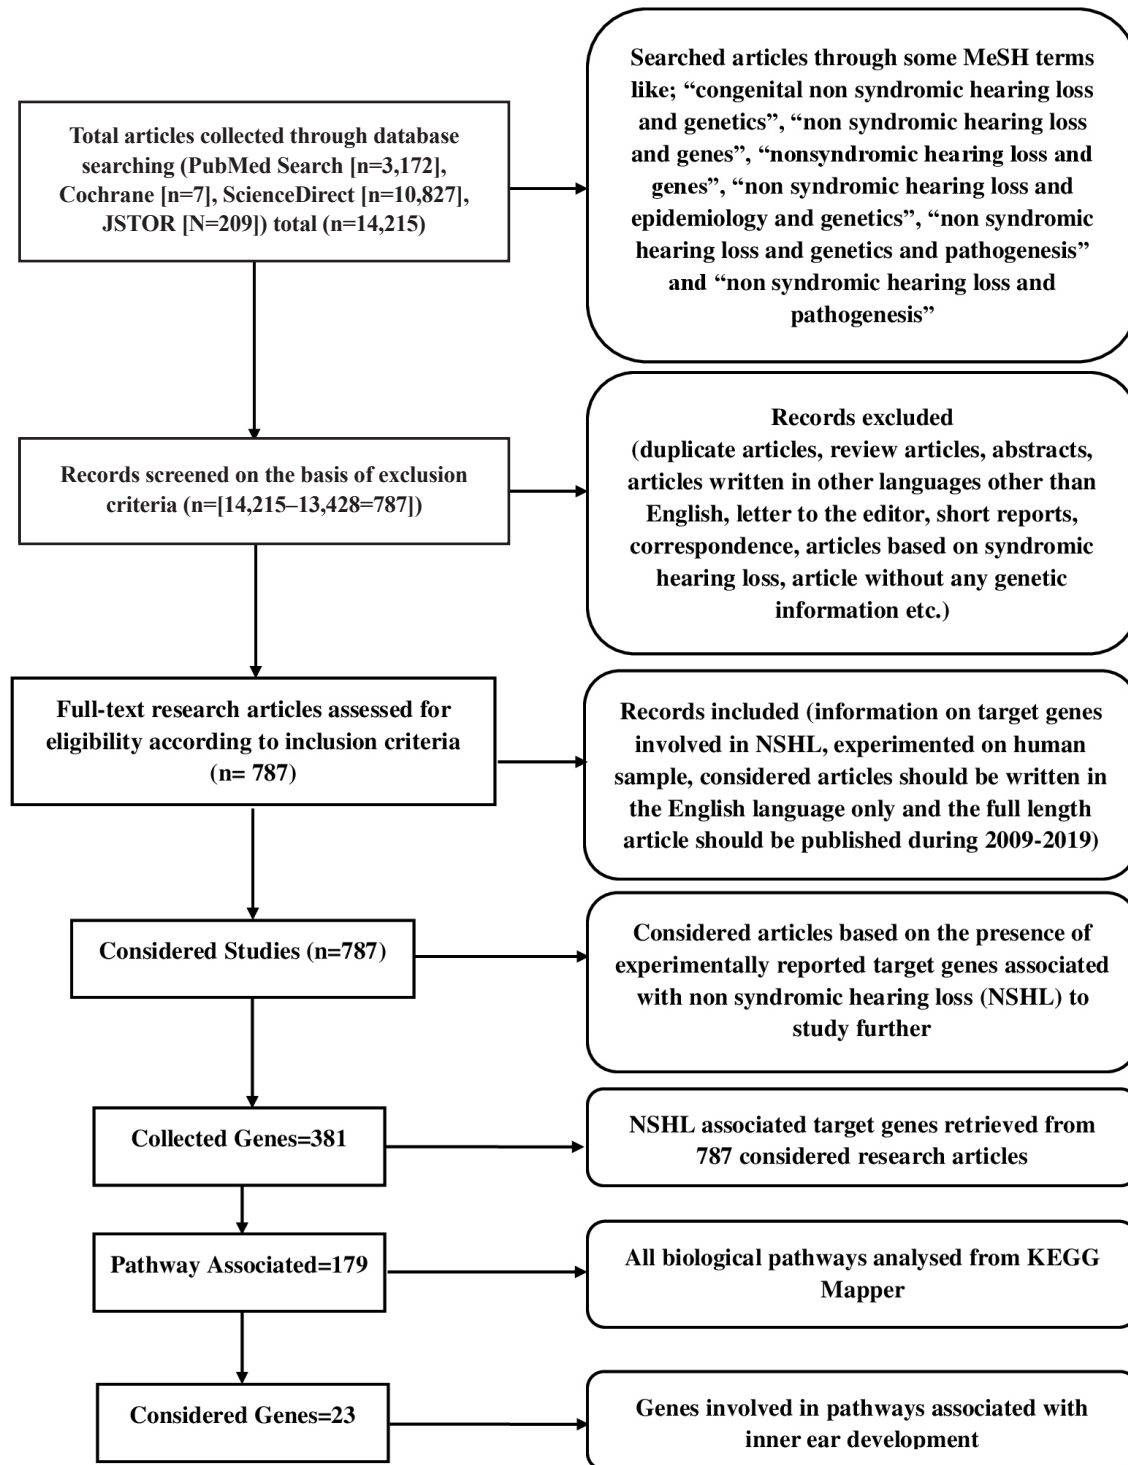 Total articles collected through database
searching (PubMed Search [n=3,172],
Cochrane [n=7], ScienceDirect [n=10,827],
JSTOR [N=209]) total (n=14,215)
Searched articles through some MeSH terms
like; “congenital non syndromic hearing loss
and genetics”, “non syndromic hearing loss
and genes”, “nonsyndromic hearing loss and
genes”, “non syndromic hearing loss and
epidemiology and genetics”, “non syndromic
hearing loss and genetics and pathogenesis”
and “non syndromic hearing loss and
pathogenesis”
Records screened on the basis of exclusion
criteria (n=[14,215–13,428=787])
Records excluded
(duplicate articles, review articles, abstracts,
articles written in other languages other than
English, letter to the editor, short reports,
correspondence, articles based on syndromic
hearing loss, article without any genetic
information etc.)
Full-text research articles assessed for
eligibility according to inclusion criteria
(n= 787)
Records included (information on target genes
involved in NSHL, experimented on human
sample, considered articles should be written in
the English language only and the full length
article should be published during 2009-2019)
Considered Studies (n=787)
Considered articles based on the presence of
experimentally reported target genes associated
with non syndromic hearing loss (NSHL) to
study further
Collected Genes=381
NSHL associated target genes retrieved from
787 considered research articles
Pathway Associated=179
All biological pathways analysed from KEGG
Mapper
Considered Genes=23
Genes involved in pathways associated with
inner ear development